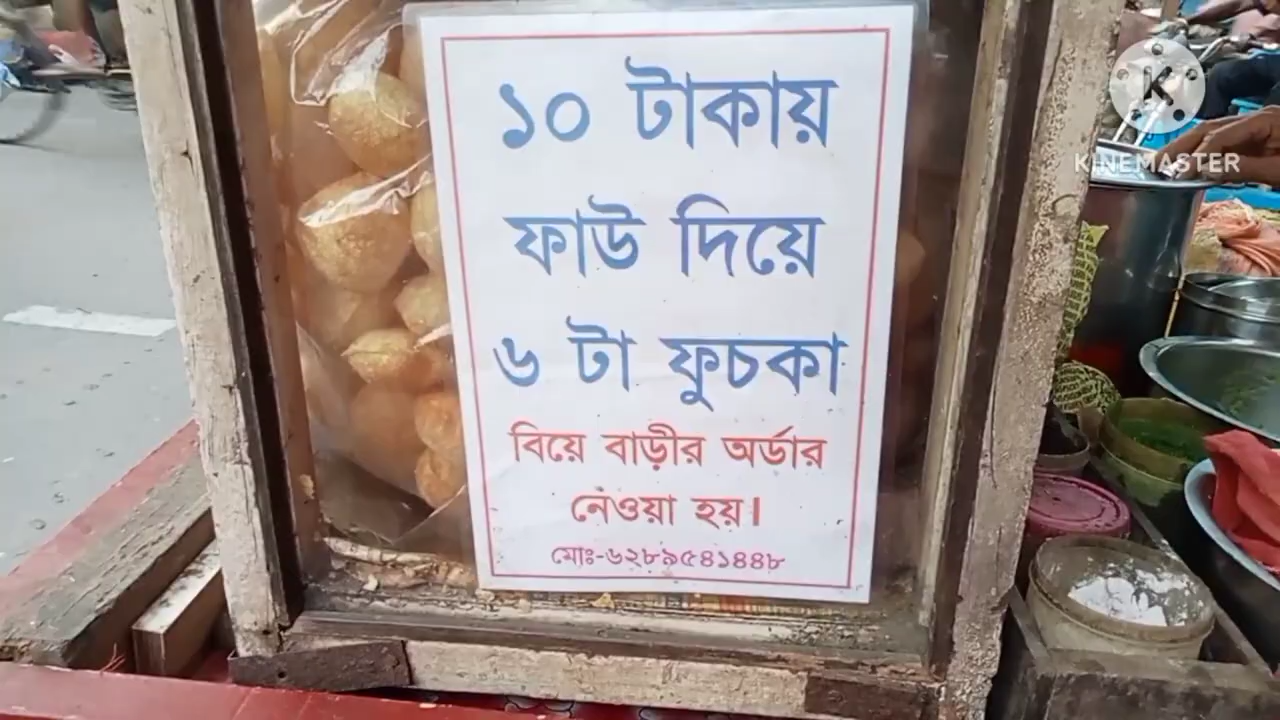 ১০ টাকায়
ফাউ দিয়ে
৬ টা ফুচকা
বিয়ে বাড়ীর অর্ডার
নেওয়া হয়।
মোঃ-৬২৮৯৫৪১৪৪৮
K
KINEMASTER